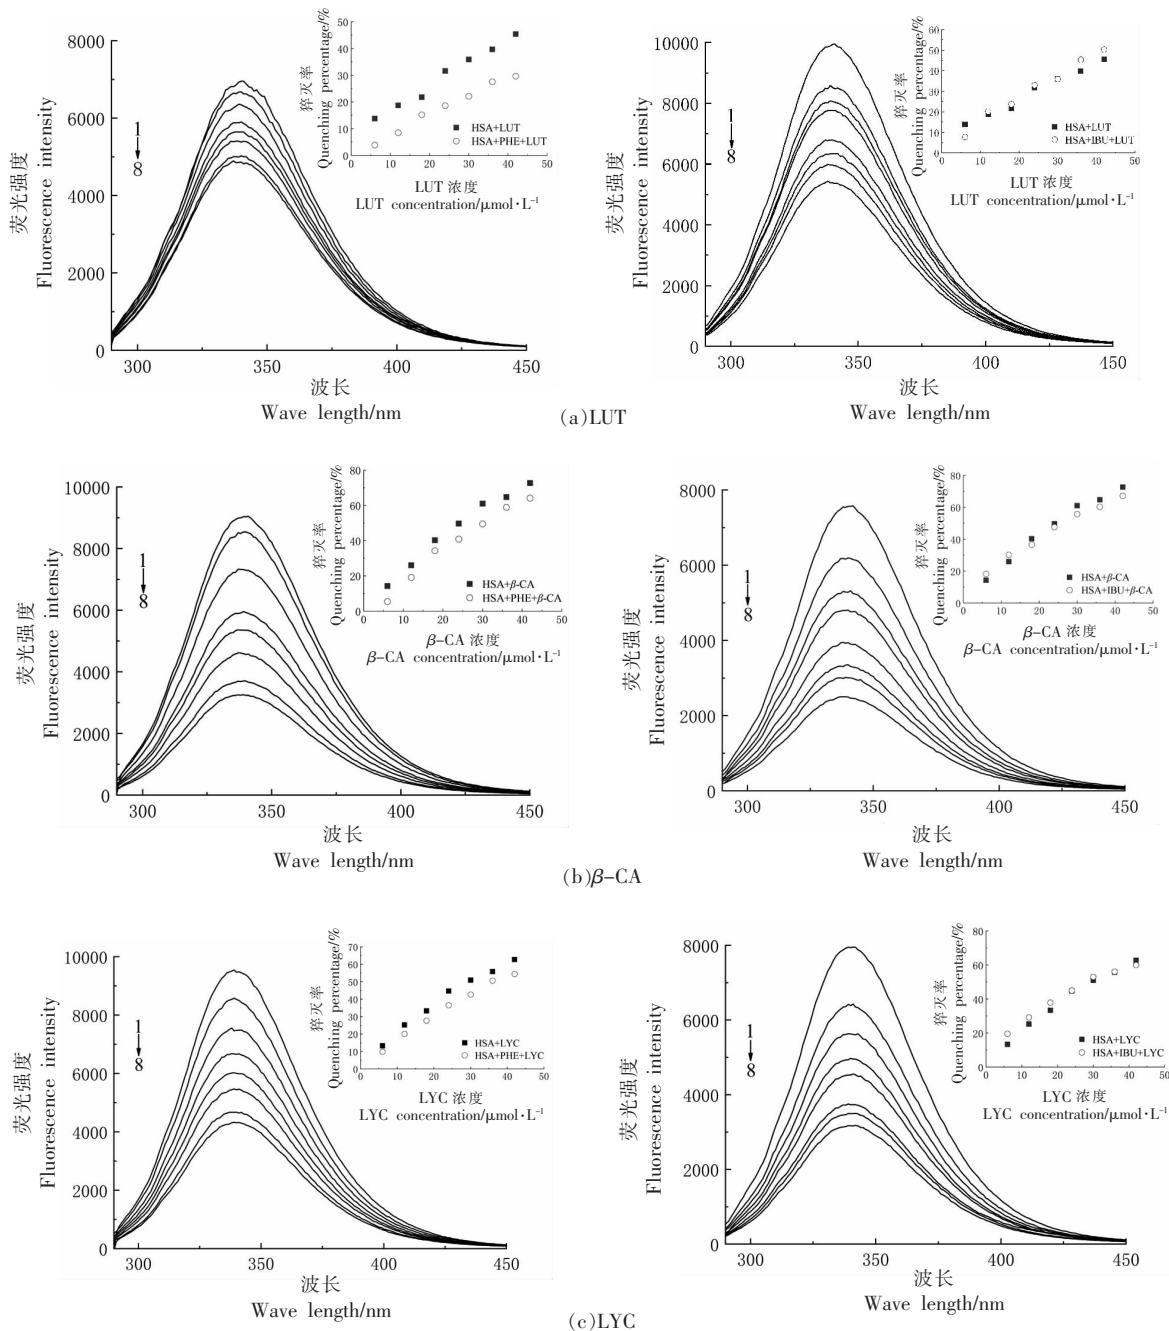 8000
6000
4000
2000
0
300
350
400
450
荧光强度
Fluorescence intensity
波长
Wave length/nm
1
8
50
40
30
20
10
0
0
10
20
30
40
50
猝灭率
Quenching percentage/%
HSA+LUT
HSA+PHE+LUT
LUT 浓度
LUT concentration/μmol·L⁻¹
10000
8000
6000
4000
2000
0
300
350
400
450
荧光强度
Fluorescence intensity
波长
Wave length/nm
1
8
60
50
40
30
20
10
0
0
10
20
30
40
50
猝灭率
Quenching percentage/%
HSA+LUT
HSA+IBU+LUT
LUT 浓度
LUT concentration/μmol·L⁻¹
(a)LUT
10000
8000
6000
4000
2000
0
300
350
400
450
荧光强度
Fluorescence intensity
波长
Wave length/nm
1
8
80
60
40
20
0
0
10
20
30
40
50
猝灭率
Quenching percentage/%
HSA+β-CA
HSA+PHE+β-CA
β-CA 浓度
β-CA concentration/μmol·L⁻¹
8000
6000
4000
2000
0
300
350
400
450
荧光强度
Fluorescence intensity
波长
Wave length/nm
1
8
80
60
40
20
0
0
10
20
30
40
50
猝灭率
Quenching percentage/%
HSA+β-CA
HSA+IBU+β-CA
β-CA 浓度
β-CA concentration/μmol·L⁻¹
(b)β-CA
10000
8000
6000
4000
2000
0
300
350
400
450
荧光强度
Fluorescence intensity
波长
Wave length/nm
1
8
70
60
50
40
30
20
10
0
0
10
20
30
40
50
猝灭率
Quenching percentage/%
HSA+LYC
HSA+PHE+LYC
LYC 浓度
LYC concentration/μmol·L⁻¹
8000
6000
4000
2000
0
300
350
400
450
荧光强度
Fluorescence intensity
波长
Wave length/nm
1
8
80
60
40
20
0
0
10
20
30
40
50
猝灭率
Quenching percentage/%
HSA+LYC
HSA+IBU+LYC
LYC 浓度
LYC concentration/μmol·L⁻¹
(c)LYC